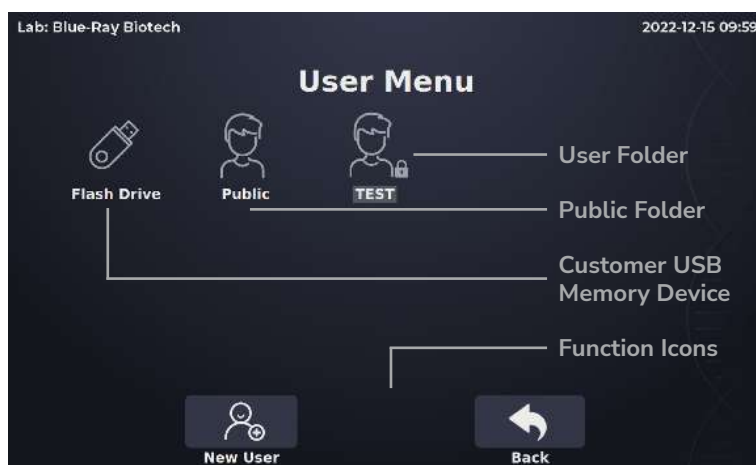 Lab: Blue-Ray Biotech
2022-12-15 09:59
User Menu
Flash Drive
Public
TEST
User Folder
Public Folder
Customer USB
Memory Device
Function Icons
New User
Back